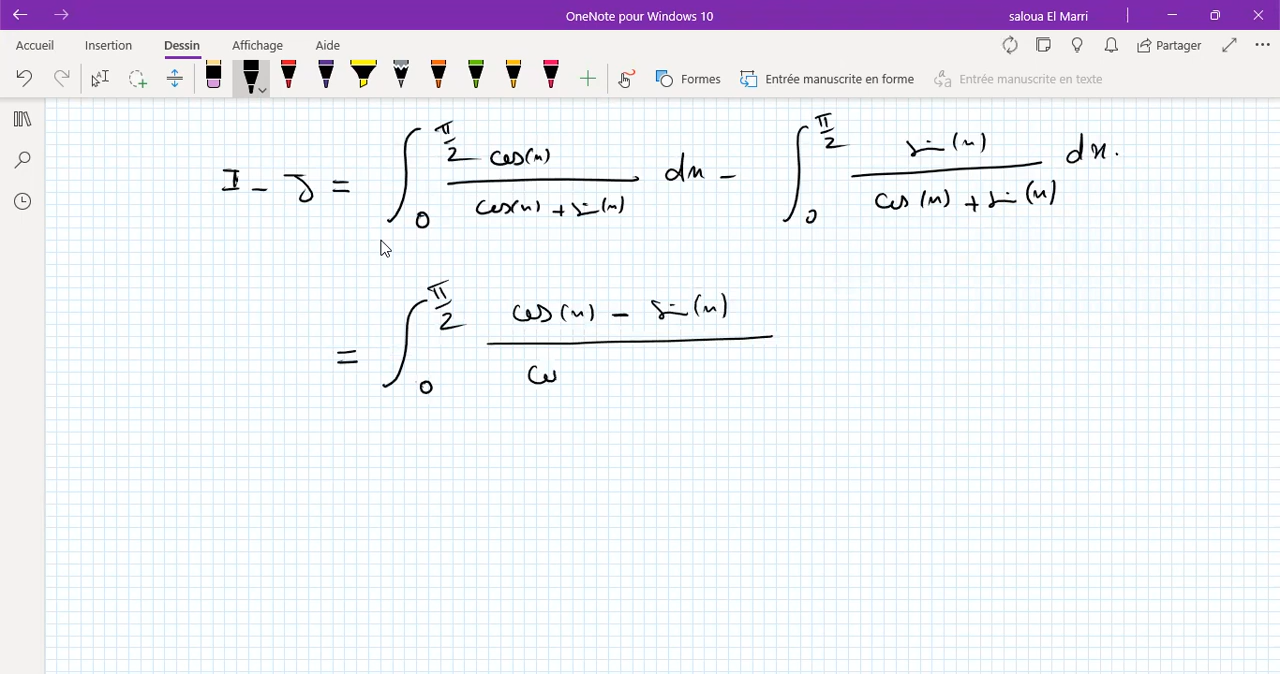 OneNote pour Windows 10
saloua El Marri
Accueil Insertion Dessin Affichage Aide
Partager
Formes Entrée manuscrite en forme Entrée manuscrite en texte
I - J = ∫₀^(π/2) cos(x) / (cos(x) + sin(x)) dx - ∫₀^(π/2) sin(x) / (cos(x) + sin(x)) dx.
= ∫₀^(π/2) (cos(x) - sin(x)) / co